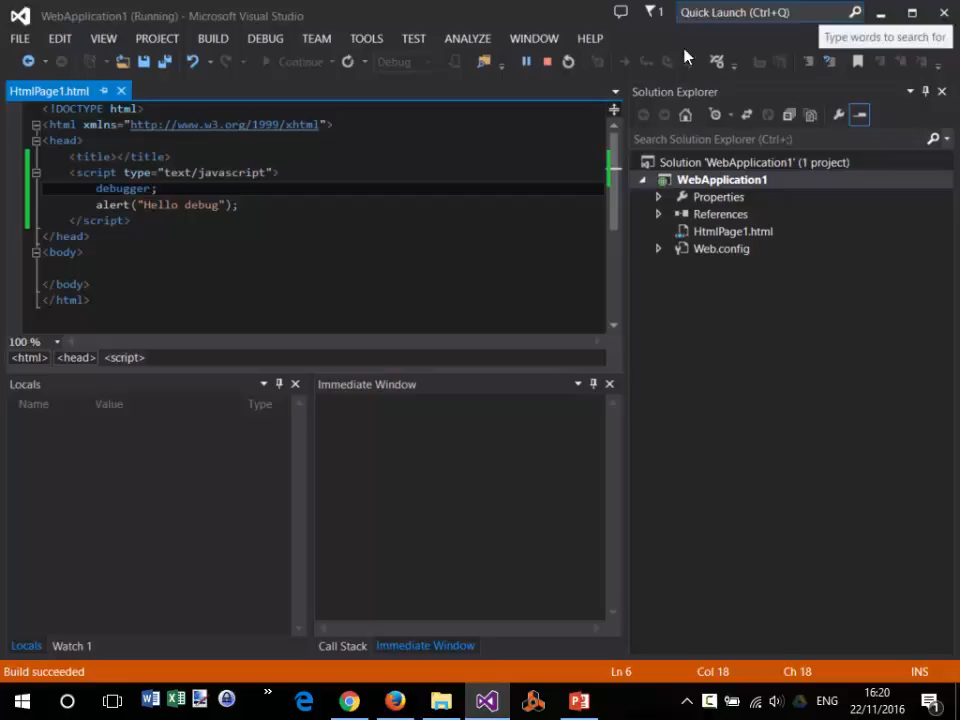 WebApplication1 (Running) - Microsoft Visual Studio
1
Quick Launch (Ctrl+Q)
FILE EDIT VIEW PROJECT BUILD DEBUG TEAM TOOLS TEST ANALYZE WINDOW HELP
Type words to search for
Continue
Debug
HtmlPage1.html
Solution Explorer
<!DOCTYPE html>
<html xmlns="http://www.w3.org/1999/xhtml">
<head>
<title></title>
<script type="text/javascript">
debugger;
alert("Hello debug");
</script>
</head>
<body>
</body>
</html>
Search Solution Explorer (Ctrl+;)
Solution 'WebApplication1' (1 project)
WebApplication1
Properties
References
HtmlPage1.html
Web.config
100 %
<html> <head> <script>
Locals
Name Value Type
Immediate Window
Locals Watch 1
Call Stack Immediate Window
Build succeeded
Ln 6 Col 18 Ch 18 INS
ENG
16:20
22/11/2016
1